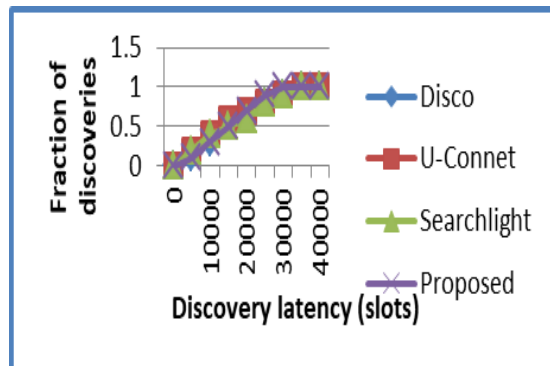 Fraction of
discoveries
1.5
1
0.5
0
0
10000
20000
30000
40000
Discovery latency (slots)
Disco
U-Connet
Searchlight
Proposed